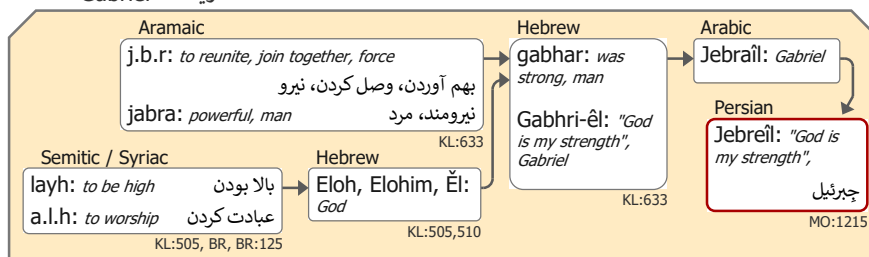 Aramaic
j.b.r: to reunite, join together, force
بهم آوردن، وصل کردن، نیرو
jabra: powerful, man نیرومند، مرد
KL:633
Semitic / Syriac
layh: to be high بالا بودن
a.l.h: to worship عبادت کردن
KL:505, BR, BR:125
Hebrew
Eloh, Elohim, Ĕl:
God
KL:505,510
Hebrew
gabhar: was
strong, man
Gabhri-êl: "God
is my strength",
Gabriel
KL:633
Arabic
Jebraîl: Gabriel
Persian
Jebreîl: "God is
my strength",
جِبرئیل
MO:1215